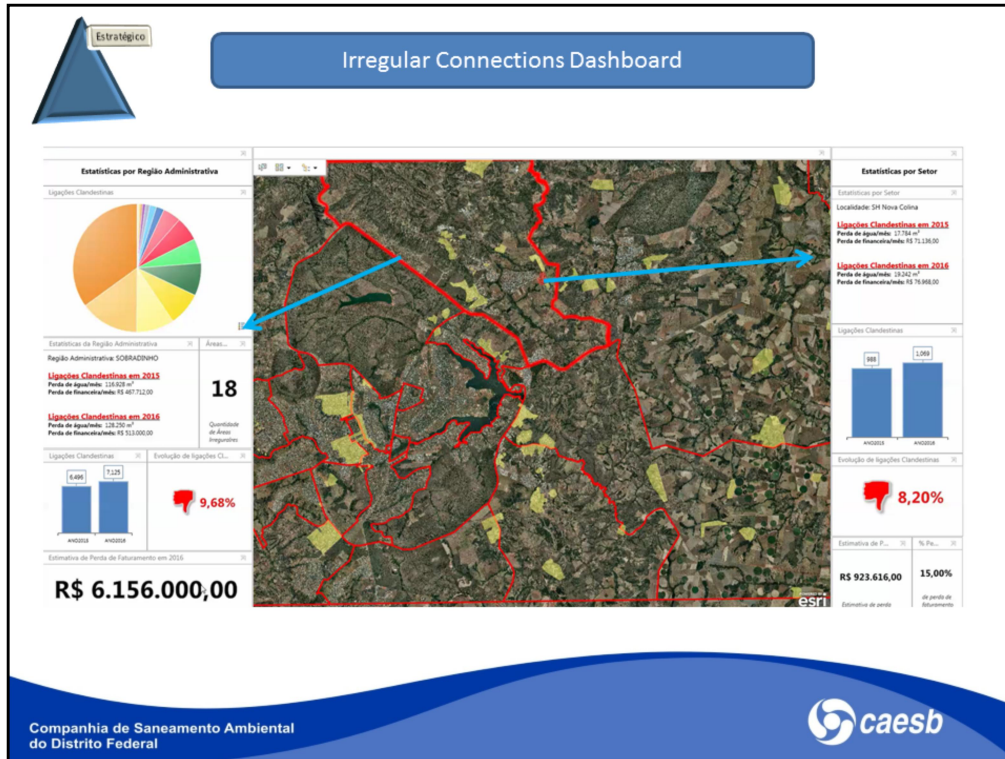 Estratégico
Irregular Connections Dashboard
Estatísticas por Região Administrativa
Ligações Clandestinas
Estatísticas da Região Administrativa
Região Administrativa: SOBRADINHO
Ligações Clandestinas em 2015
Perda de água/mês: 116.928 m³
Perda de financeira/mês: R$ 467.712,00
Ligações Clandestinas em 2016
Perda de água/mês: 128.250 m³
Perda de financeira/mês: R$ 513.000,00
Áreas...
18
Quantidade
de Áreas
Irregulares
Ligações Clandestinas
6,496
7,125
ANO2015
ANO2016
Evolução de ligações Cl...
9,68%
Estimativa de Perda de Faturamento em 2016
R$ 6.156.000,00
esri
Estatísticas por Setor
Estatísticas por Setor
Localidade: SH Nova Colina
Ligações Clandestinas em 2015
Perda de água/mês: 17.784 m³
Perda de financeira/mês: R$ 71.136,00
Ligações Clandestinas em 2016
Perda de água/mês: 19.242 m³
Perda de financeira/mês: R$ 76.968,00
Ligações Clandestinas
988
1,069
ANO2015
ANO2016
Evolução de ligações Clandestinas
8,20%
Estimativa de P...
R$ 923.616,00
Estimativa de perda
% Pe...
15,00%
de perda de
faturamento
Companhia de Saneamento Ambiental
do Distrito Federal
caesb